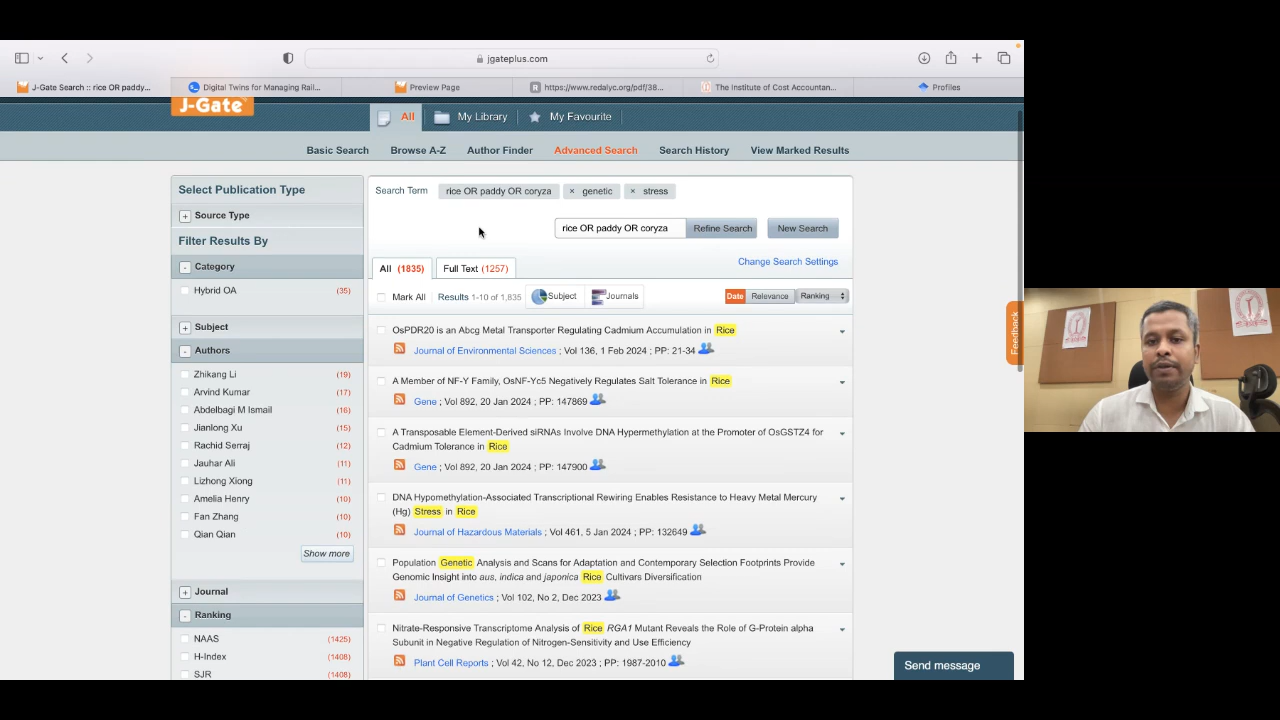 jgateplus.com
J-Gate Search :: rice OR paddy...
Digital Twins for Managing Rail...
Preview Page
https://www.redalyc.org/pdf/38...
The Institute of Cost Accountan...
Profiles
J-Gate
All
My Library
My Favourite
Basic Search
Browse A-Z
Author Finder
Advanced Search
Search History
View Marked Results
Select Publication Type
Source Type
Filter Results By
Category
Hybrid OA (35)
Subject
Authors
Zhikang Li (19)
Arvind Kumar (17)
Abdelbagi M Ismail (16)
Jianlong Xu (15)
Rachid Serraj (12)
Jauhar Ali (11)
Lizhong Xiong (11)
Amelia Henry (10)
Fan Zhang (10)
Qian Qian (10)
Show more
Journal
Ranking
NAAS (1425)
H-Index (1408)
SJR (1408)
Search Term rice OR paddy OR coryza × genetic × stress
rice OR paddy OR coryza Refine Search New Search
Change Search Settings
All (1835) Full Text (1257)
Mark All Results 1-10 of 1,835 Subject Journals Date Relevance Ranking
OsPDR20 is an Abcg Metal Transporter Regulating Cadmium Accumulation in Rice
Journal of Environmental Sciences ; Vol 136, 1 Feb 2024 ; PP: 21-34
A Member of NF-Y Family, OsNF-Yc5 Negatively Regulates Salt Tolerance in Rice
Gene ; Vol 892, 20 Jan 2024 ; PP: 147869
A Transposable Element-Derived siRNAs Involve DNA Hypermethylation at the Promoter of OsGSTZ4 for
Cadmium Tolerance in Rice
Gene ; Vol 892, 20 Jan 2024 ; PP: 147900
DNA Hypomethylation-Associated Transcriptional Rewiring Enables Resistance to Heavy Metal Mercury
(Hg) Stress in Rice
Journal of Hazardous Materials ; Vol 461, 5 Jan 2024 ; PP: 132649
Population Genetic Analysis and Scans for Adaptation and Contemporary Selection Footprints Provide
Genomic Insight into aus, indica and japonica Rice Cultivars Diversification
Journal of Genetics ; Vol 102, No 2, Dec 2023
Nitrate-Responsive Transcriptome Analysis of Rice RGA1 Mutant Reveals the Role of G-Protein alpha
Subunit in Negative Regulation of Nitrogen-Sensitivity and Use Efficiency
Plant Cell Reports ; Vol 42, No 12, Dec 2023 ; PP: 1987-2010
Feedback
Send message